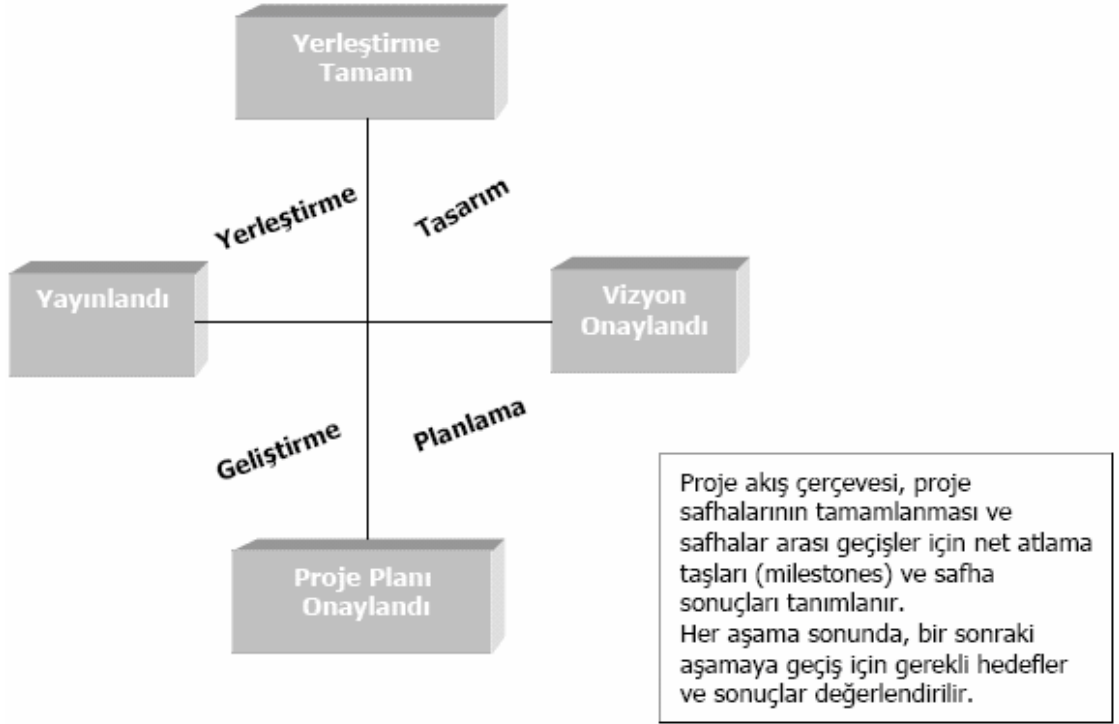 Yerleştirme
Tamam
Yerleştirme
Tasarım
Yayınlandı
Vizyon
Onaylandı
Geliştirme
Planlama
Proje Planı
Onaylandı
Proje akış çerçevesi, proje
safhalarının tamamlanması ve
safhalar arası geçişler için net atlama
taşları (milestones) ve safha
sonuçları tanımlanır.
Her aşama sonunda, bir sonraki
aşamaya geçiş için gerekli hedefler
ve sonuçlar değerlendirilir.